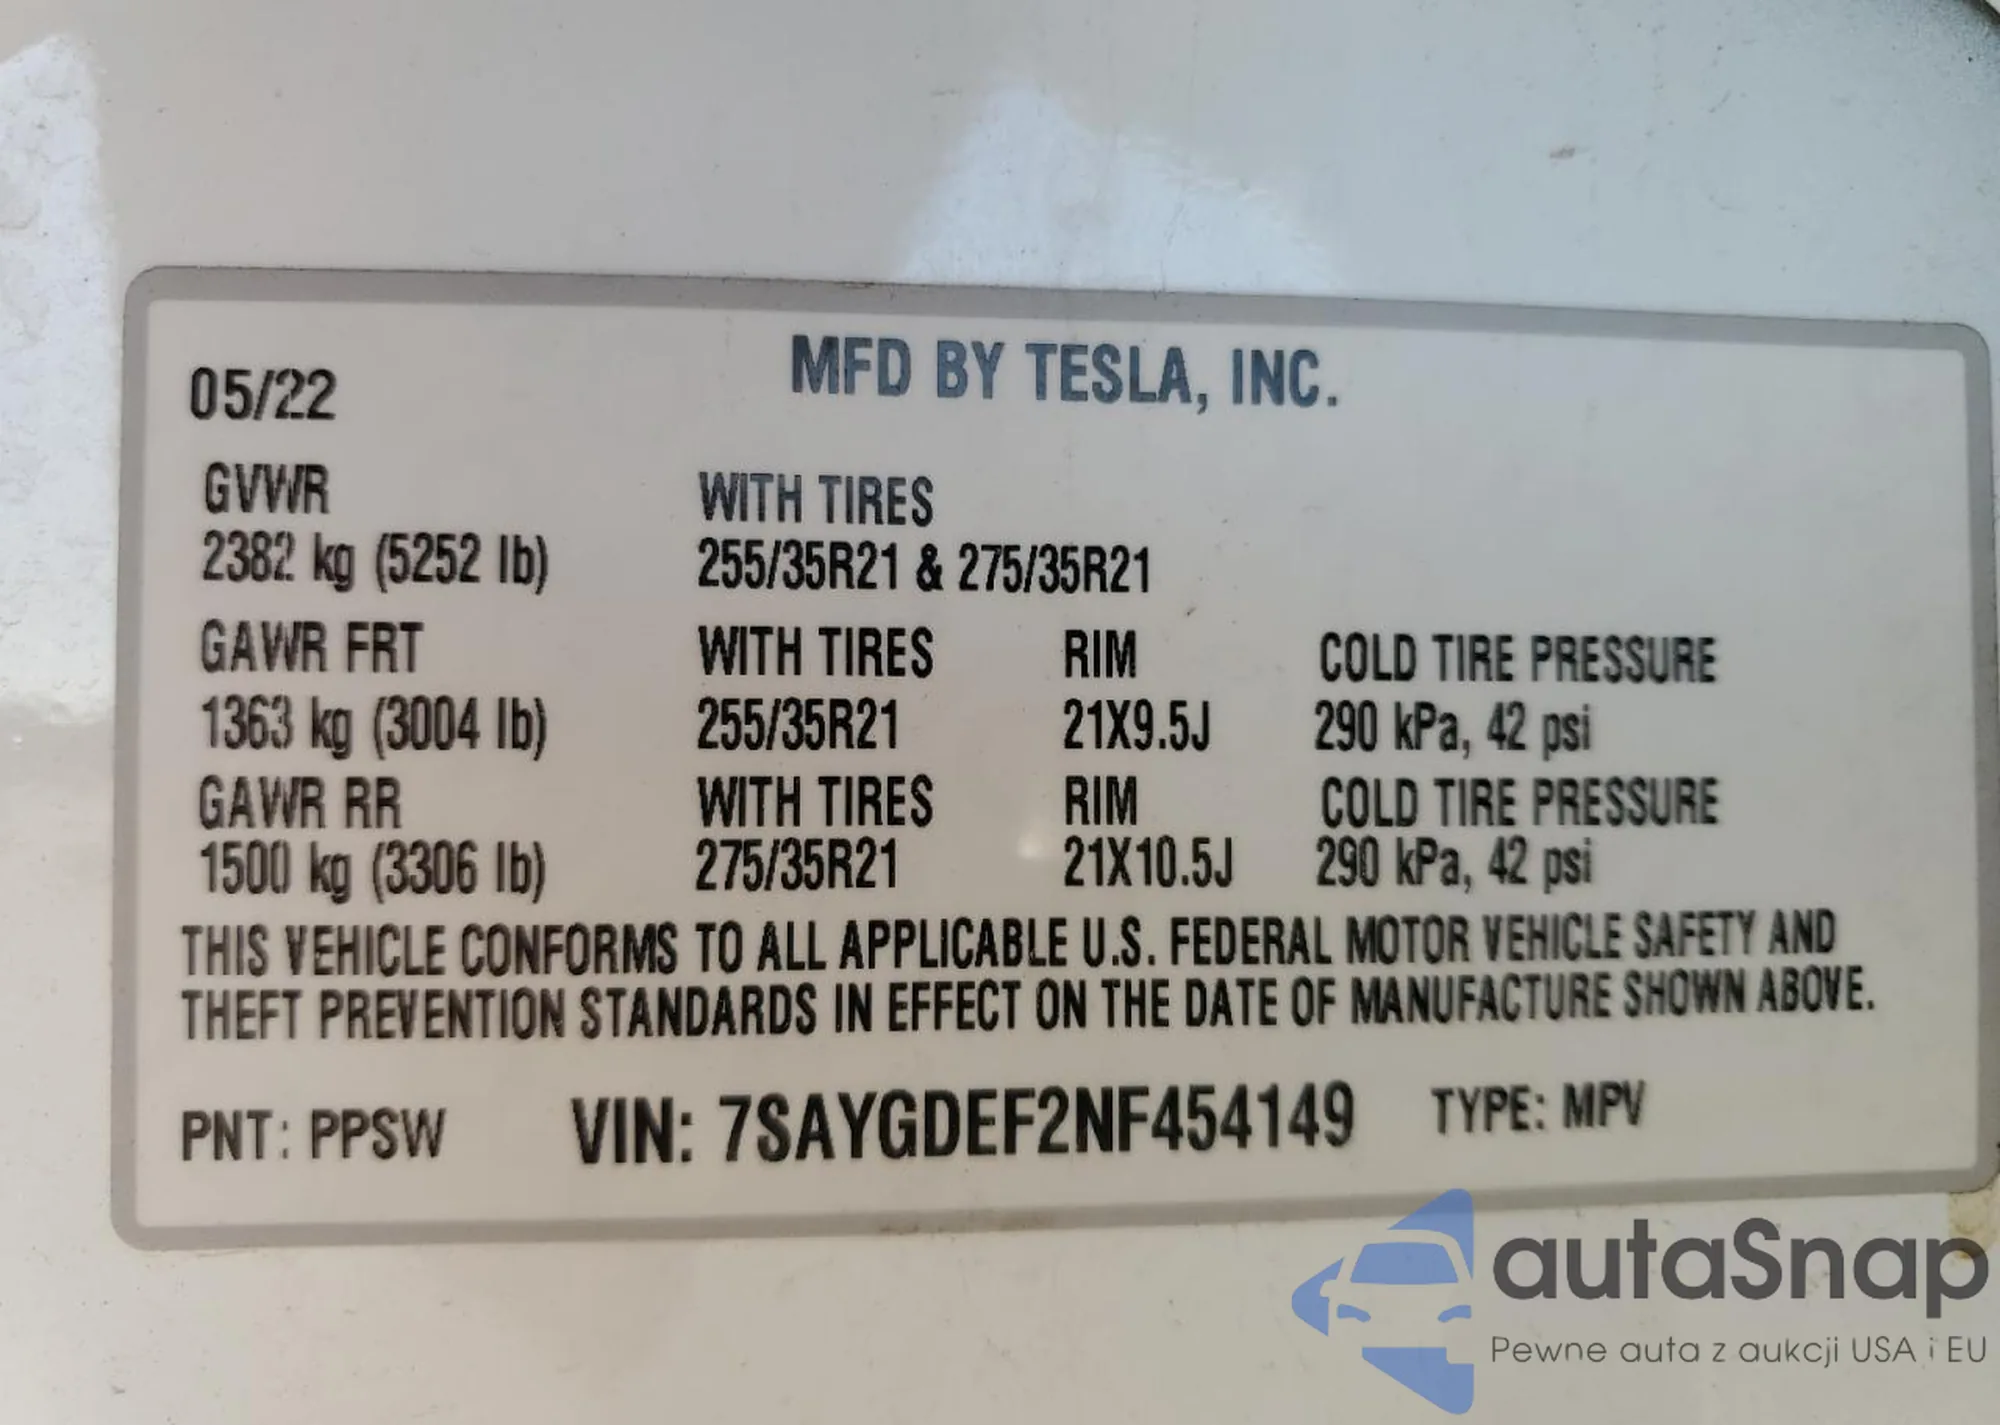 05/22 MFD BY TESLA, INC.
GVWR WITH TIRES
2382 kg (5252 lb) 255/35R21 & 275/35R21
GAWR FRT WITH TIRES RIM COLD TIRE PRESSURE
1363 kg (3004 lb) 255/35R21 21X9.5J 290 kPa, 42 psi
GAWR RR WITH TIRES RIM COLD TIRE PRESSURE
1500 kg (3306 lb) 275/35R21 21X10.5J 290 kPa, 42 psi
THIS VEHICLE CONFORMS TO ALL APPLICABLE U.S. FEDERAL MOTOR VEHICLE SAFETY AND
THEFT PREVENTION STANDARDS IN EFFECT ON THE DATE OF MANUFACTURE SHOWN ABOVE.
PNT: PPSW VIN: 7SAYGDEF2NF454149 TYPE: MPV
autaSnap
Pewne auta z aukcji USA i EU